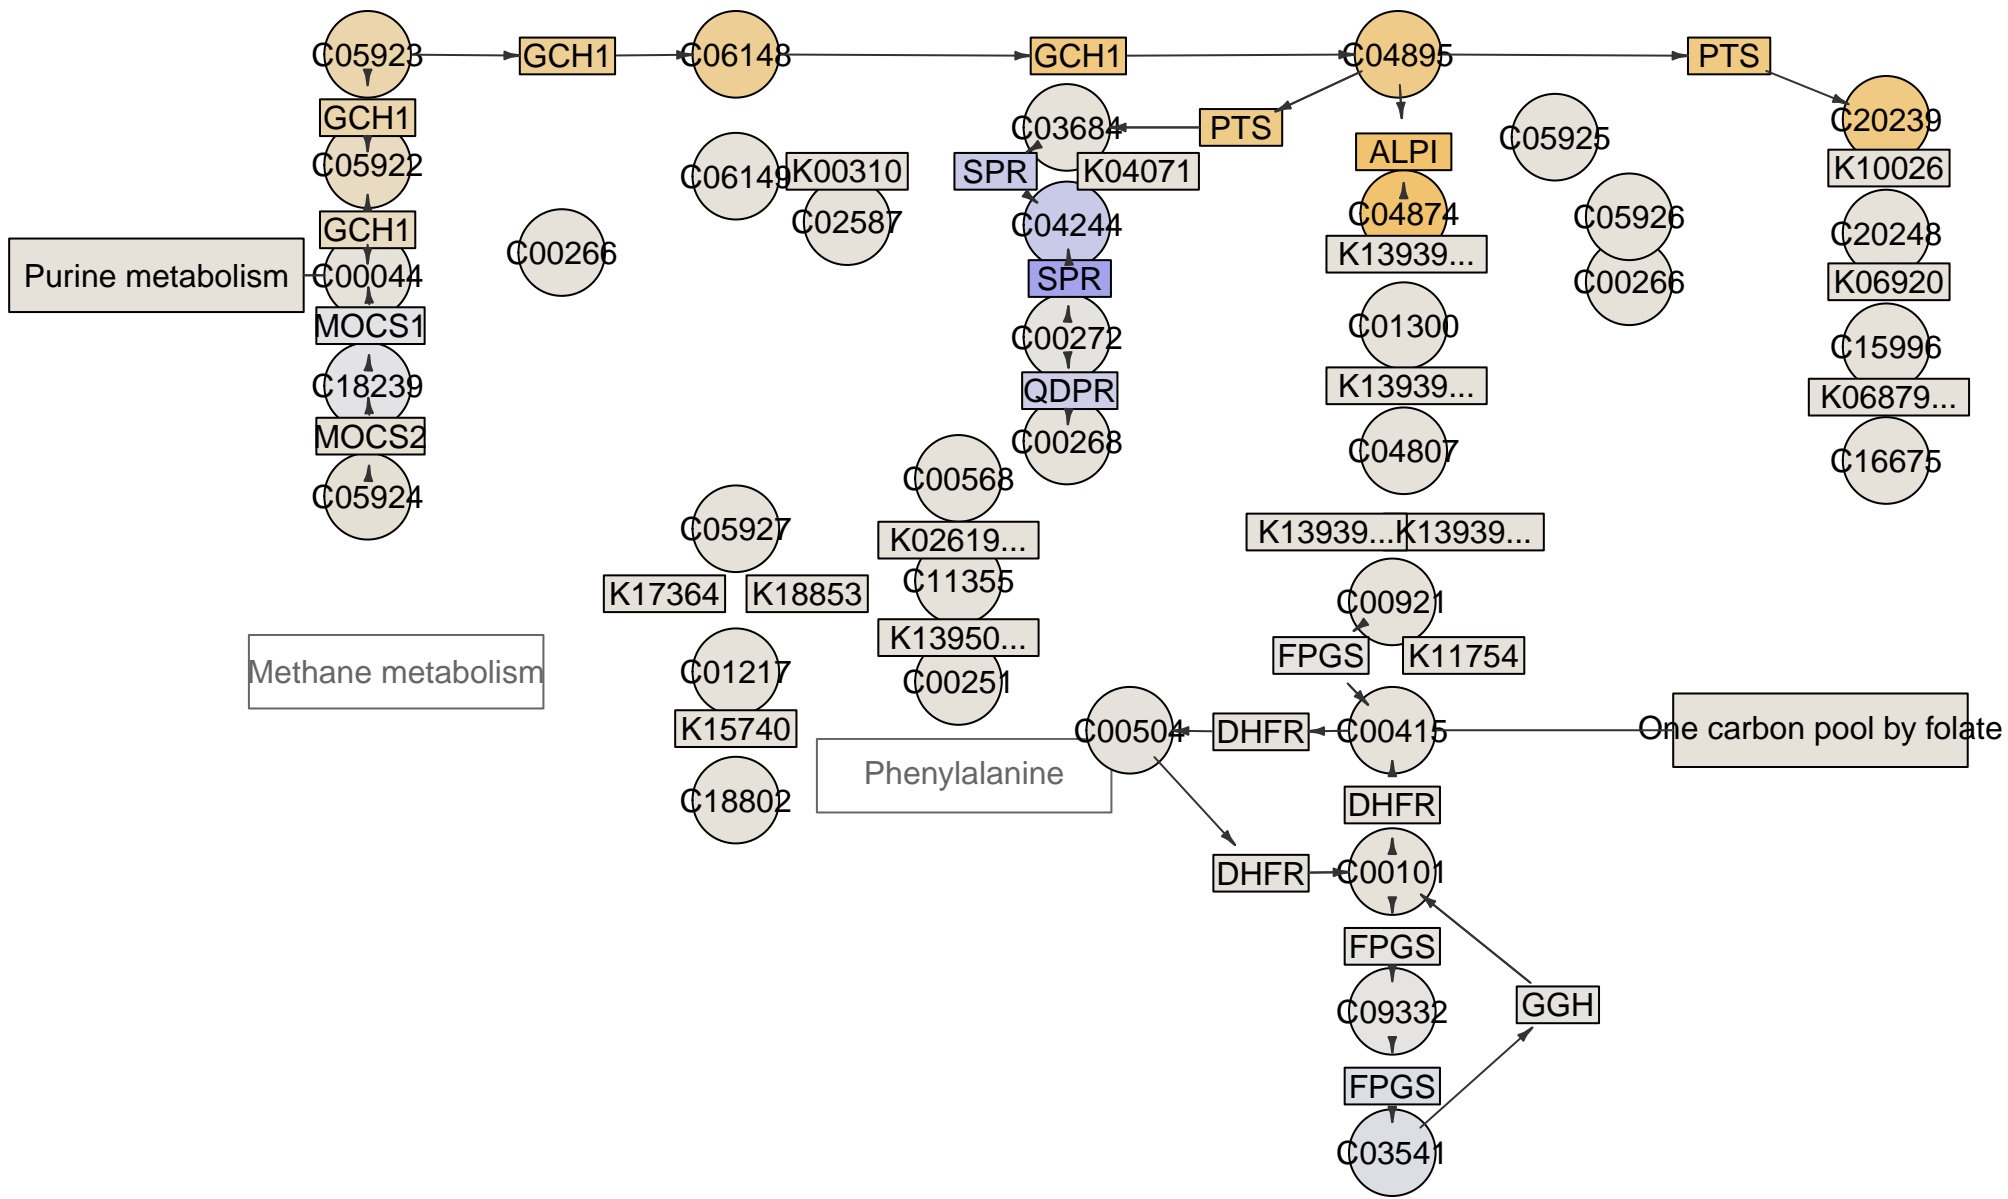 C05923
GCH1
C06148
GCH1
C04895
PTS
GCH1
C03684
PTS
C20239
C05922
C06149
K00310
SPR
K04071
ALPI
C05925
K10026
GCH1
C00266
C02587
C04244
C04874
C05926
C20248
Purine metabolism
C00044
SPR
K13939...
C00266
K06920
MOCS1
C00272
C01300
C15996
C18239
QDPR
K13939...
K06879...
MOCS2
C00268
C04807
C16675
C05924
C00568
C05927
K02619...
K13939...
K13939...
K17364
K18853
C11355
C00921
K13950...
FPGS
K11754
Methane metabolism
C01217
C00251
K15740
C00504
DHFR
C00415
One carbon pool by folate
Phenylalanine
C18802
DHFR
DHFR
C00101
FPGS
C09332
GGH
FPGS
C03541